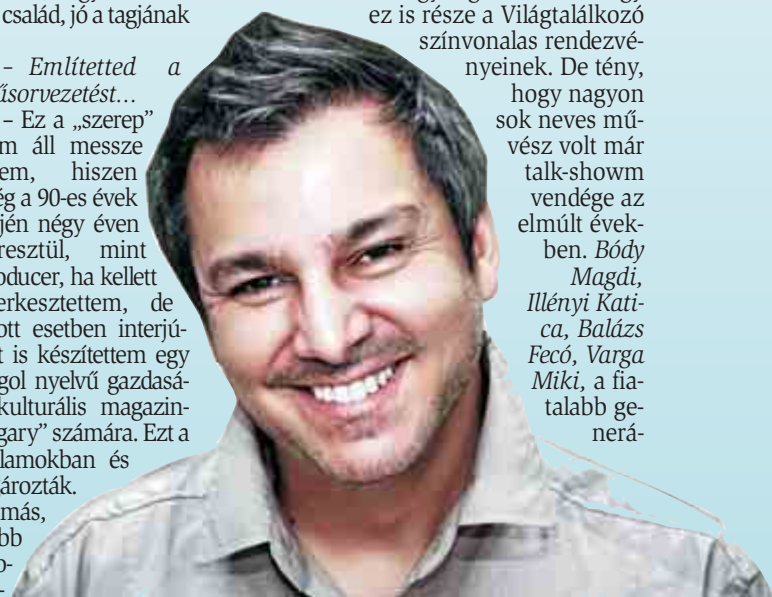 család, jó a tagjának
– Említetted a
űsorvezetést…
– Ez a „szerep”
m áll messze
em, hiszen
ég a 90-es évek
jén négy éven
resztül, mint
oducer, ha kellett
erkesztettem, de
ott esetben interjú-
t is készítettem egy
gol nyelvű gazdasá-
kulturális magazin-
gary” számára. Ezt a
lamokban és
ározták.
más,
bb
ez is része a Világtalálkozó
színvonalas rendezvé-
nyeinek. De tény,
hogy nagyon
sok neves mű-
vész volt már
talk-showm
vendége az
elmúlt évek-
ben. Bódy
Magdi,
Illényi Kati-
ca, Balázs
Fecó, Varga
Miki, a fia-
talabb ge-
nerá-